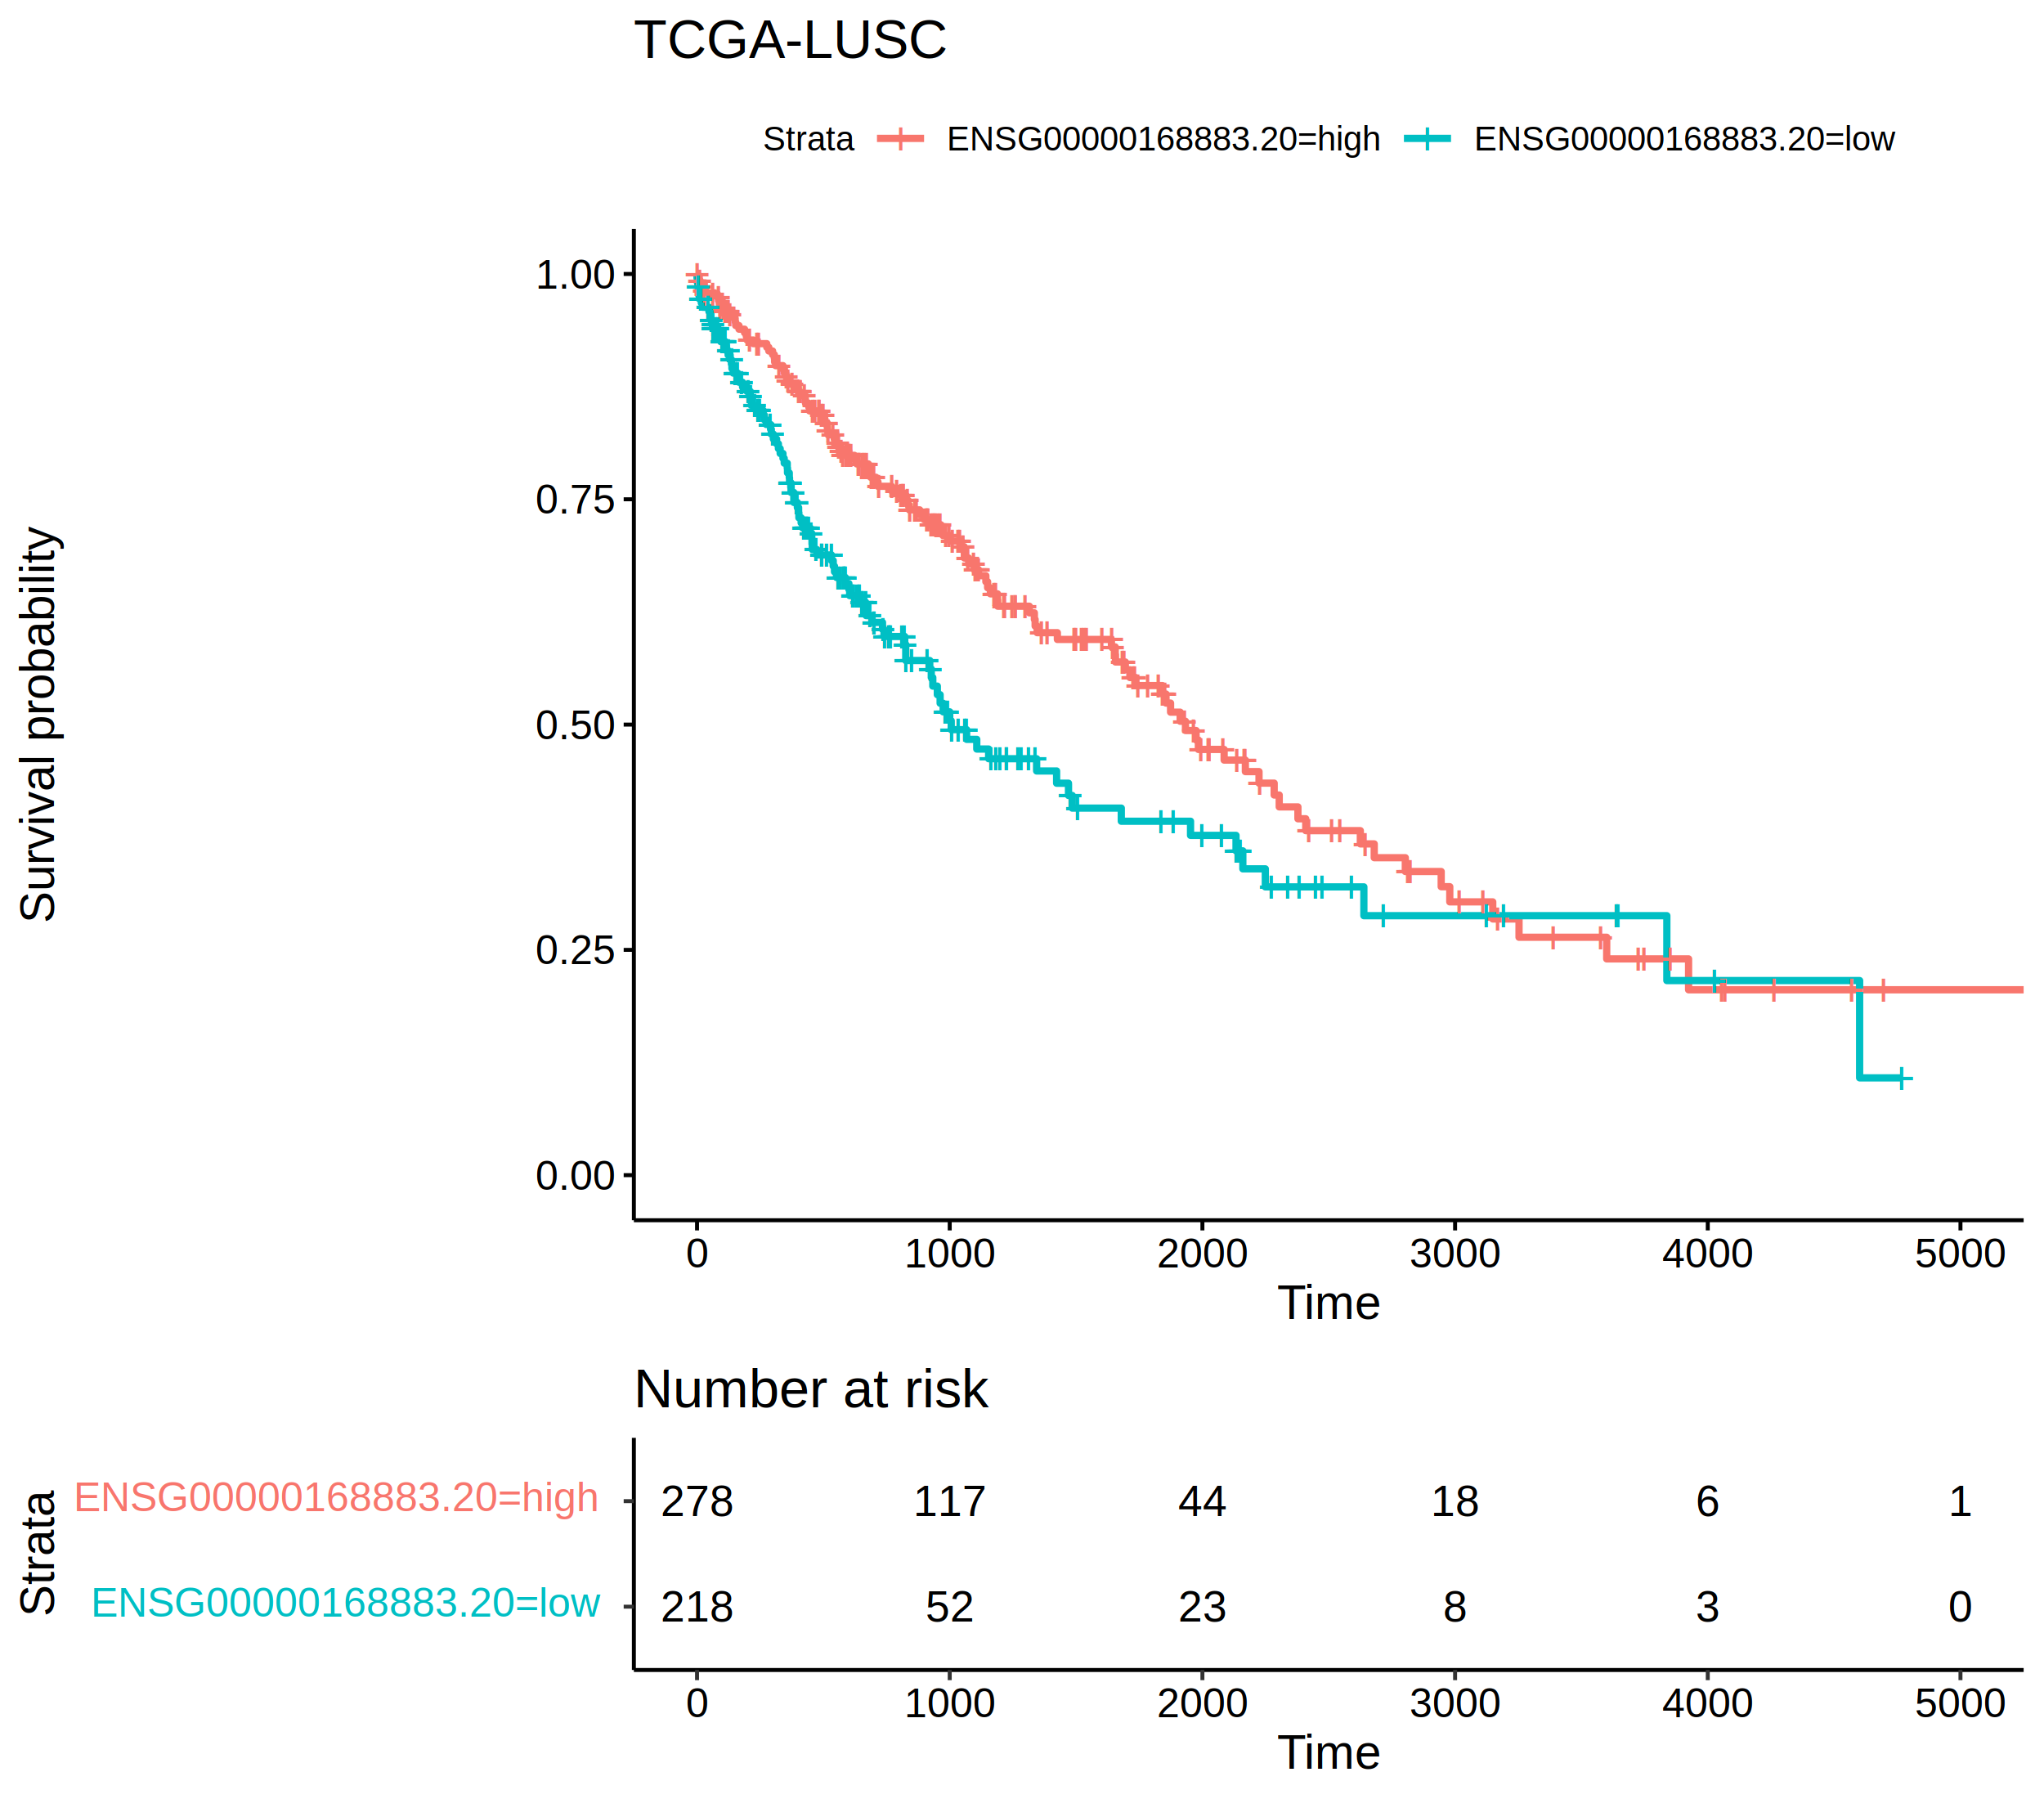 TCGA-LUSC
Strata ENSG00000168883.20=high ENSG00000168883.20=low
Survival probability
1.00
0.75
0.50
0.25
0.00
0 1000 2000 3000 4000 5000
Time
Number at risk
Strata
ENSG00000168883.20=high 278 117 44 18 6 1
ENSG00000168883.20=low 218 52 23 8 3 0
0 1000 2000 3000 4000 5000
Time